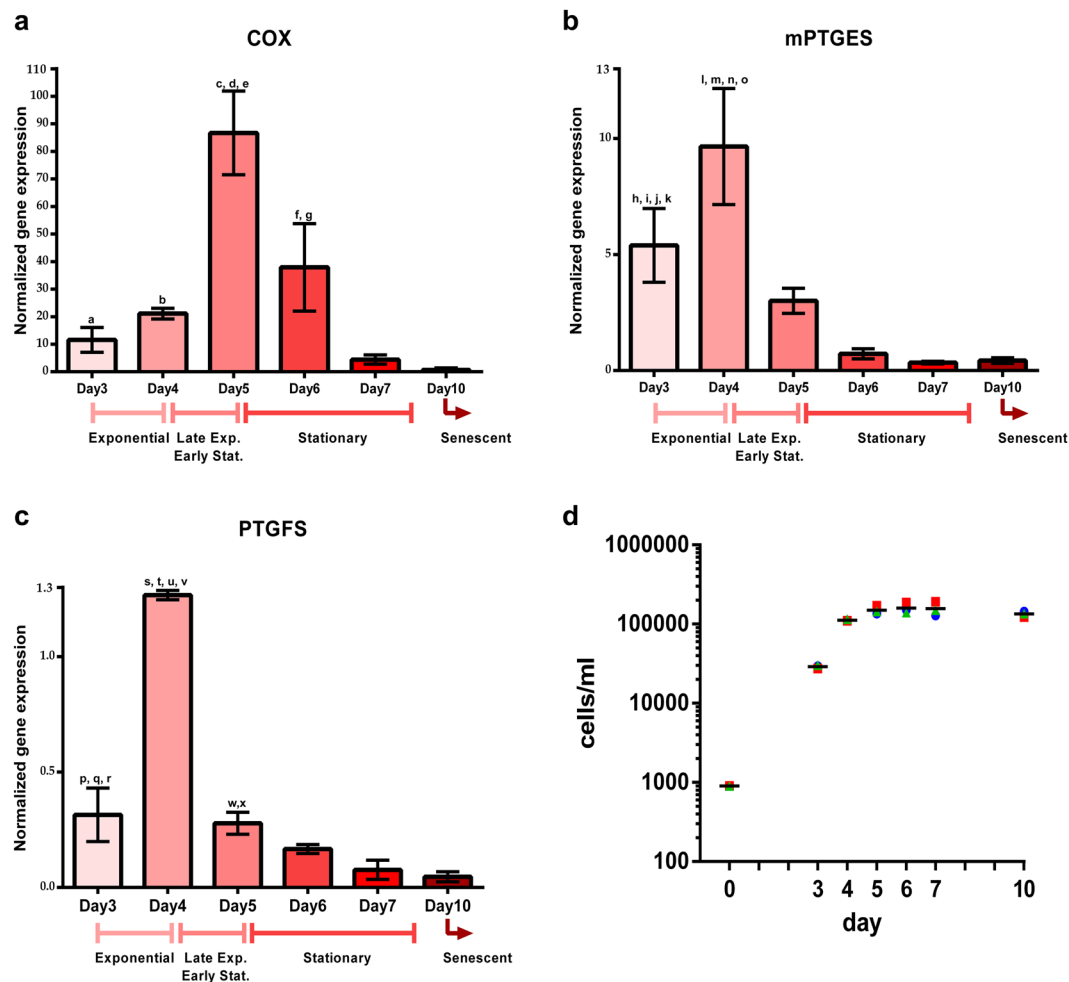 a
COX
Normalized gene expression
110
100
90
80
70
60
50
40
30
20
10
0
a
b
c, d, e
f, g
Day3 Day4 Day5 Day6 Day7 Day10
Exponential Late Exp. Stationary Senescent
Early Stat.
b
mPTGES
Normalized gene expression
13
10
5
0
h, i, j, k
l, m, n, o
Day3 Day4 Day5 Day6 Day7 Day10
Exponential Late Exp. Stationary Senescent
Early Stat.
c
PTGFS
Normalized gene expression
1.3
1.0
0.5
0.0
p, q, r
s, t, u, v
w,x
Day3 Day4 Day5 Day6 Day7 Day10
Exponential Late Exp. Stationary Senescent
Early Stat.
d
cells/ml
1000000
100000
10000
1000
100
0 3 4 5 6 7 10
day